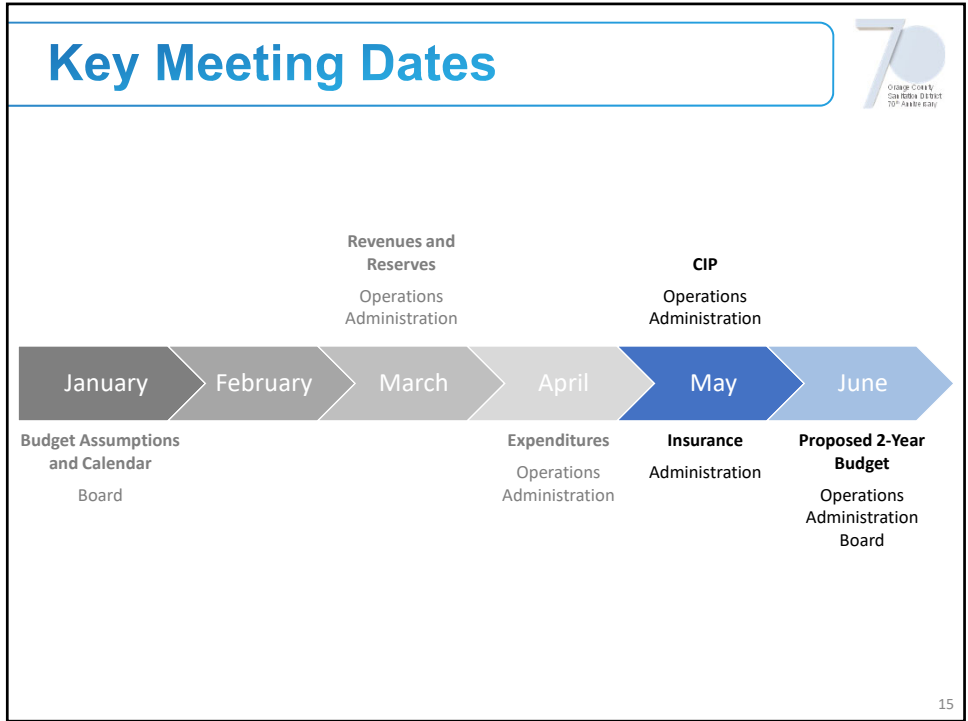 Key Meeting Dates
Orange County
Sanitation District
70th Anniversary
Revenues and
Reserves
Operations
Administration
CIP
Operations
Administration
January
February
March
April
May
June
Budget Assumptions
and Calendar
Board
Expenditures
Operations
Administration
Insurance
Administration
Proposed 2-Year
Budget
Operations
Administration
Board
15